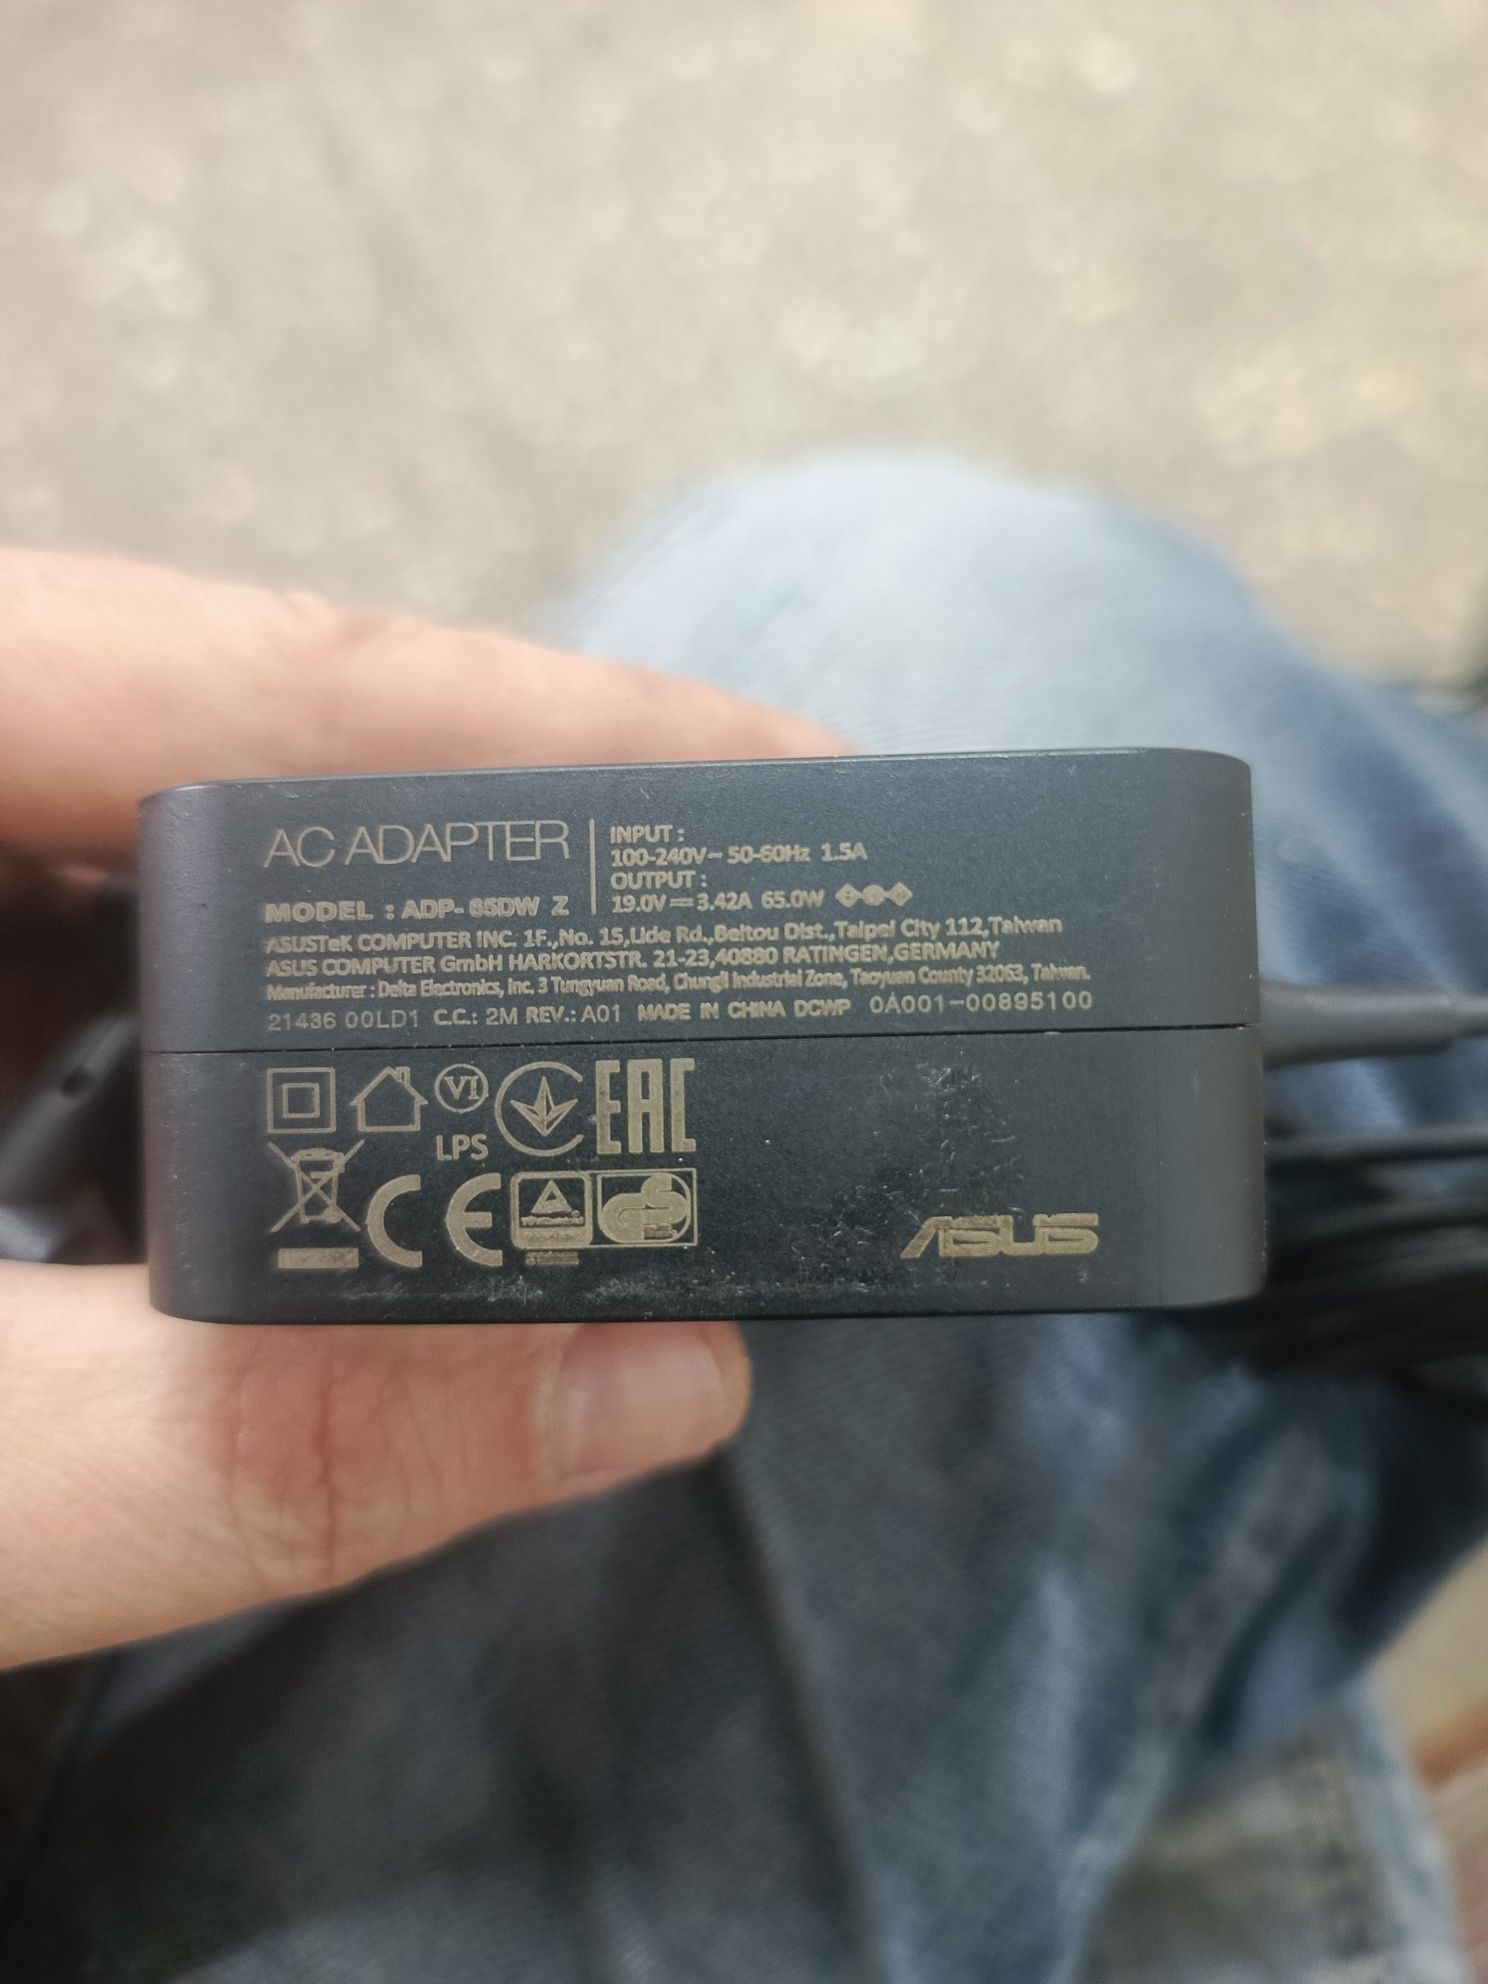 AC ADAPTER
MODEL : ADP-65DW Z
INPUT :
100-240V~50-60Hz 1.5A
OUTPUT :
19.0V⎓3.42A 65.0W
ASUSTeK COMPUTER INC. 1F.,No. 15,Lide Rd.,Beitou Dist.,Taipei City 112,Taiwan
ASUS COMPUTER GmbH HARKORTSTR. 21-23,40880 RATINGEN,GERMANY
Manufacturer : Delta Electronics, Inc. 3 Tungyuan Road, Chungli Industrial Zone, Taoyuan County 32063, Taiwan.
21436 00LD1 C.C.: 2M REV.: A01 MADE IN CHINA DCWP 0A001-00895100
VI
LPS
EAC
CE
ASUS